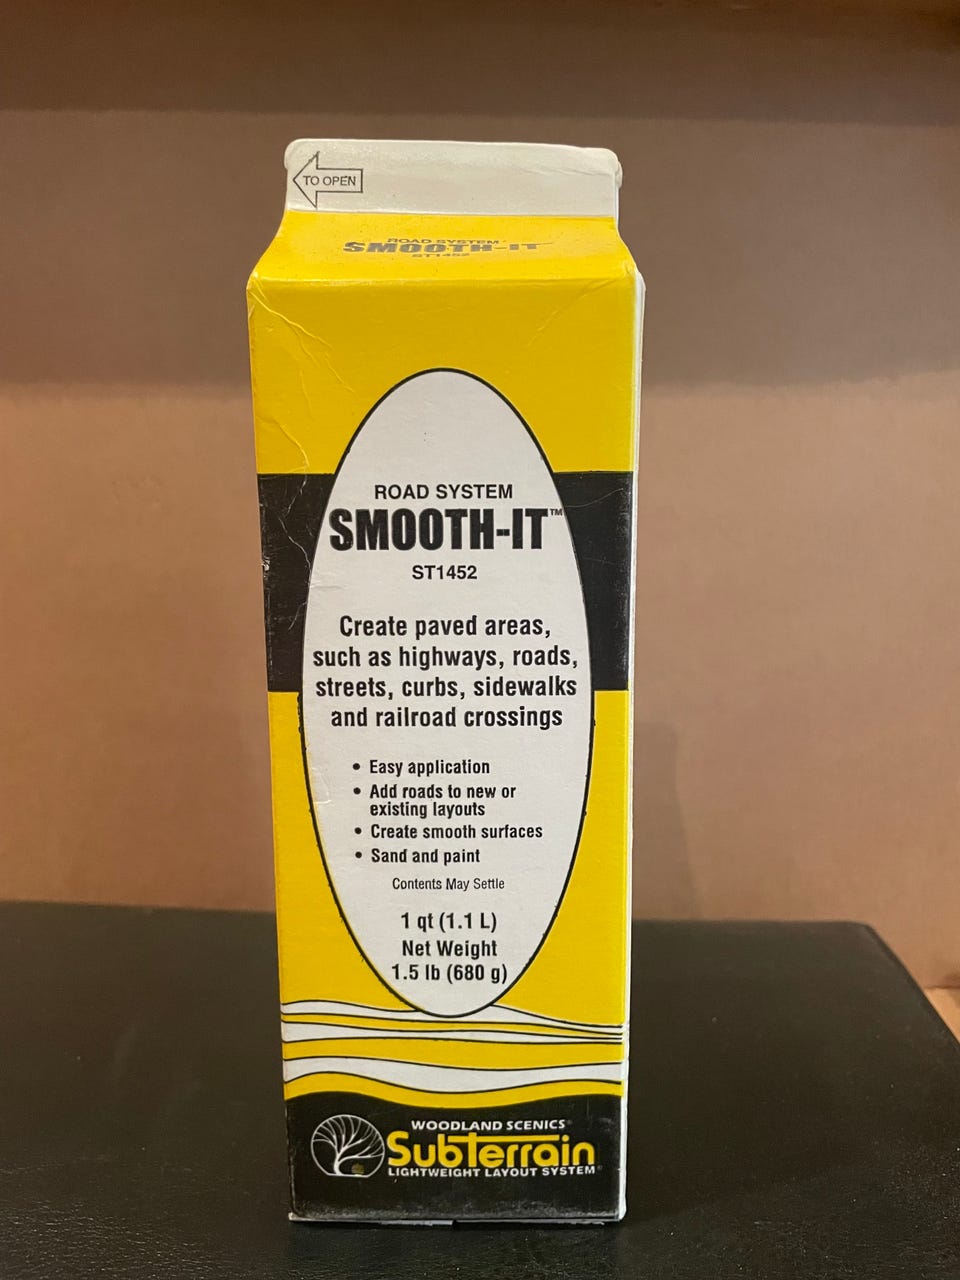 TO OPEN
ROAD SYSTEM
SMOOTH-IT
ST1452
ROAD SYSTEM
SMOOTH-IT™
ST1452
Create paved areas,
such as highways, roads,
streets, curbs, sidewalks
and railroad crossings
• Easy application
• Add roads to new or
existing layouts
• Create smooth surfaces
• Sand and paint
Contents May Settle
1 qt (1.1 L)
Net Weight
1.5 lb (680 g)
WOODLAND SCENICS®
SubTerrain
LIGHTWEIGHT LAYOUT SYSTEM®